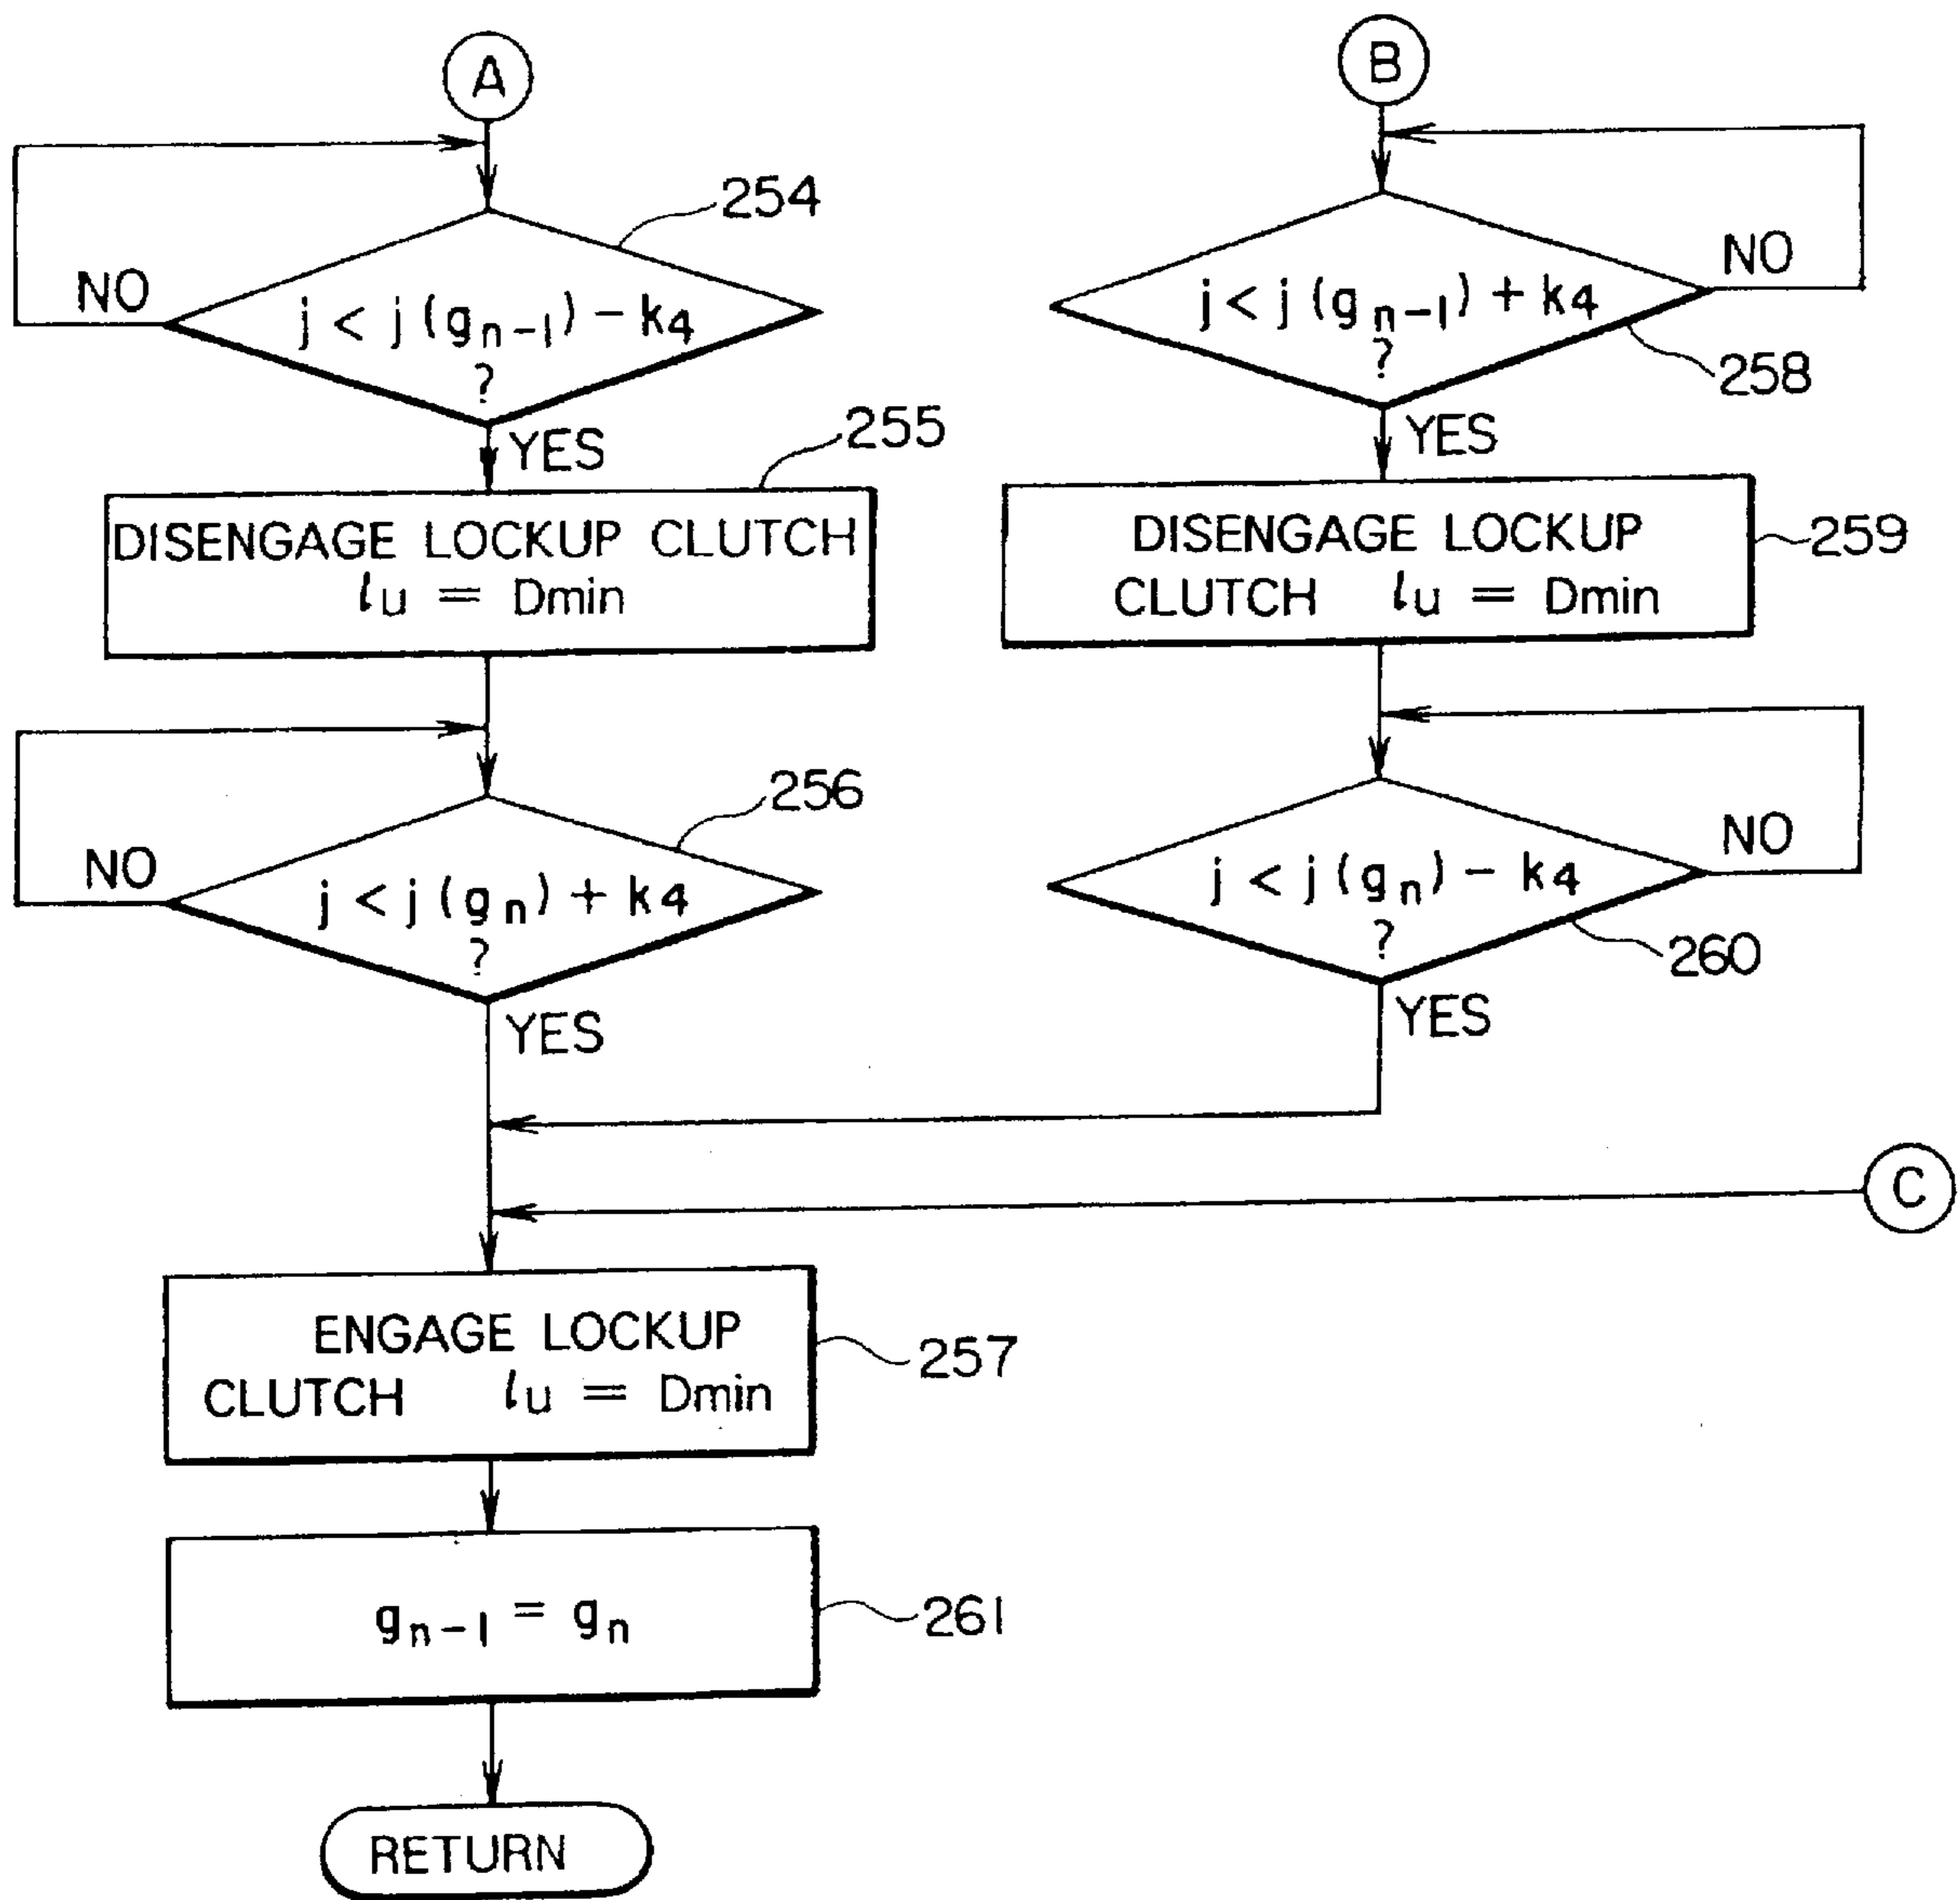 A
254
NO
j < j (gn-1) - k4
?
YES
255
DISENGAGE LOCKUP CLUTCH
lu = Dmin
256
NO
j < j (gn) + k4
?
YES
B
NO
j < j (gn-1) + k4
?
258
YES
DISENGAGE LOCKUP
CLUTCH lu = Dmin
259
NO
j < j (gn) - k4
?
260
YES
C
ENGAGE LOCKUP
CLUTCH lu = Dmin
257
gn-1 = gn
261
RETURN